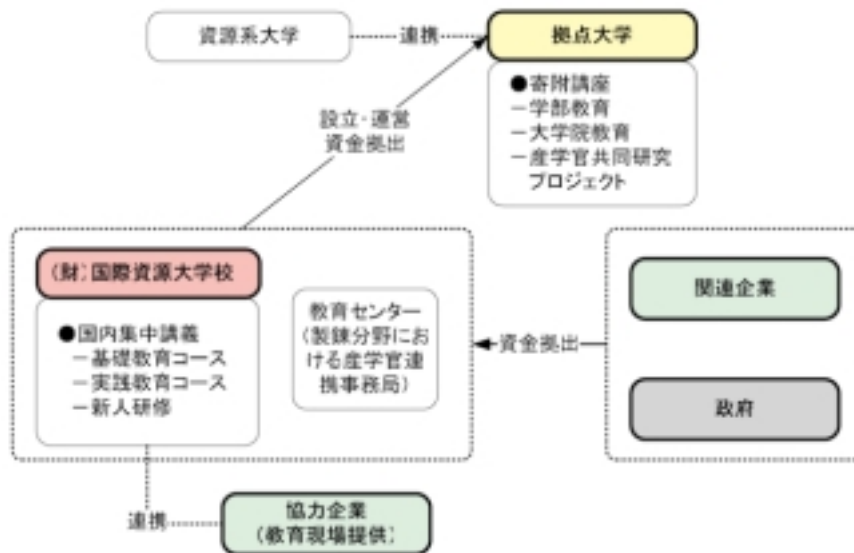 資源系大学
連携
拠点大学
●寄附講座
－学部教育
－大学院教育
－産学官共同研究
プロジェクト
設立・運営
資金拠出
(財)国際資源大学校
●国内集中講義
－基礎教育コース
－実践教育コース
－新人研修
教育センター
(製錬分野にお
ける産学官連
携事務局)
資金拠出
関連企業
政府
連携
協力企業
(教育現場提供)